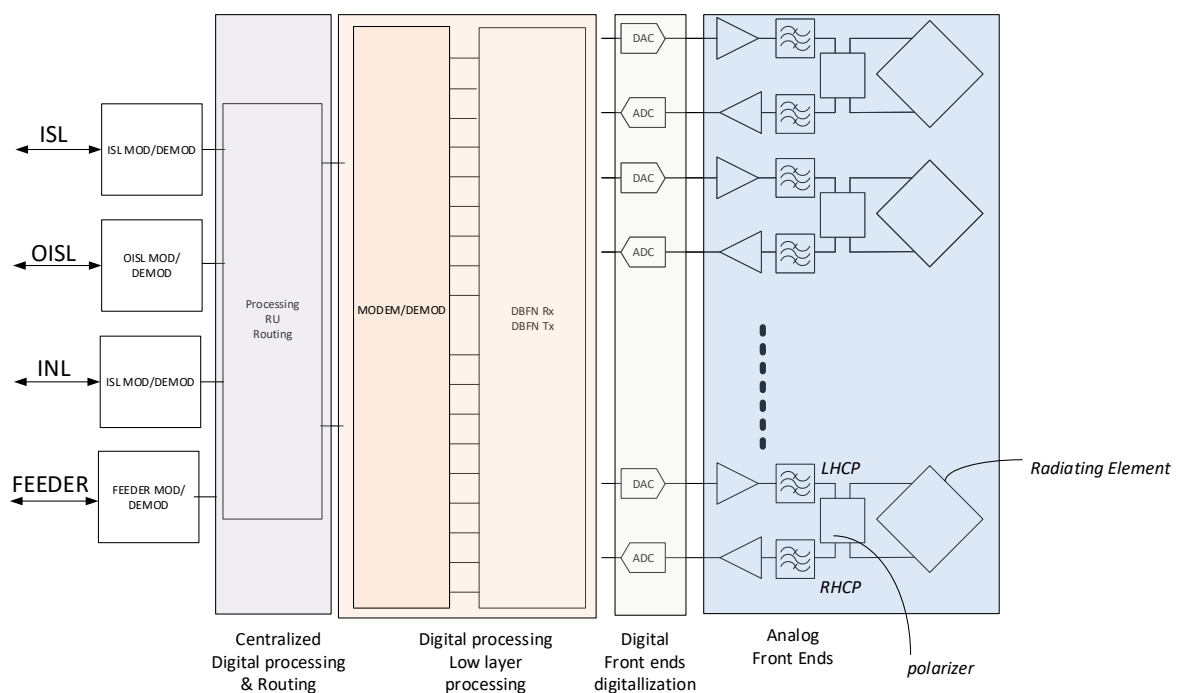 ISL
ISL MOD/DEMOD
OISL
OISL MOD/
DEMOD
INL
ISL MOD/DEMOD
FEEDER
FEEDER MOD/
DEMOD
Processing
RU
Routing
MODEM/DEMOD
DBFN Rx
DBFN Tx
DAC
ADC
DAC
ADC
DAC
ADC
LHCP
RHCP
Radiating Element
polarizer
Centralized
Digital processing
& Routing
Digital processing
Low layer
processing
Digital
Front ends
digitallization
Analog
Front Ends